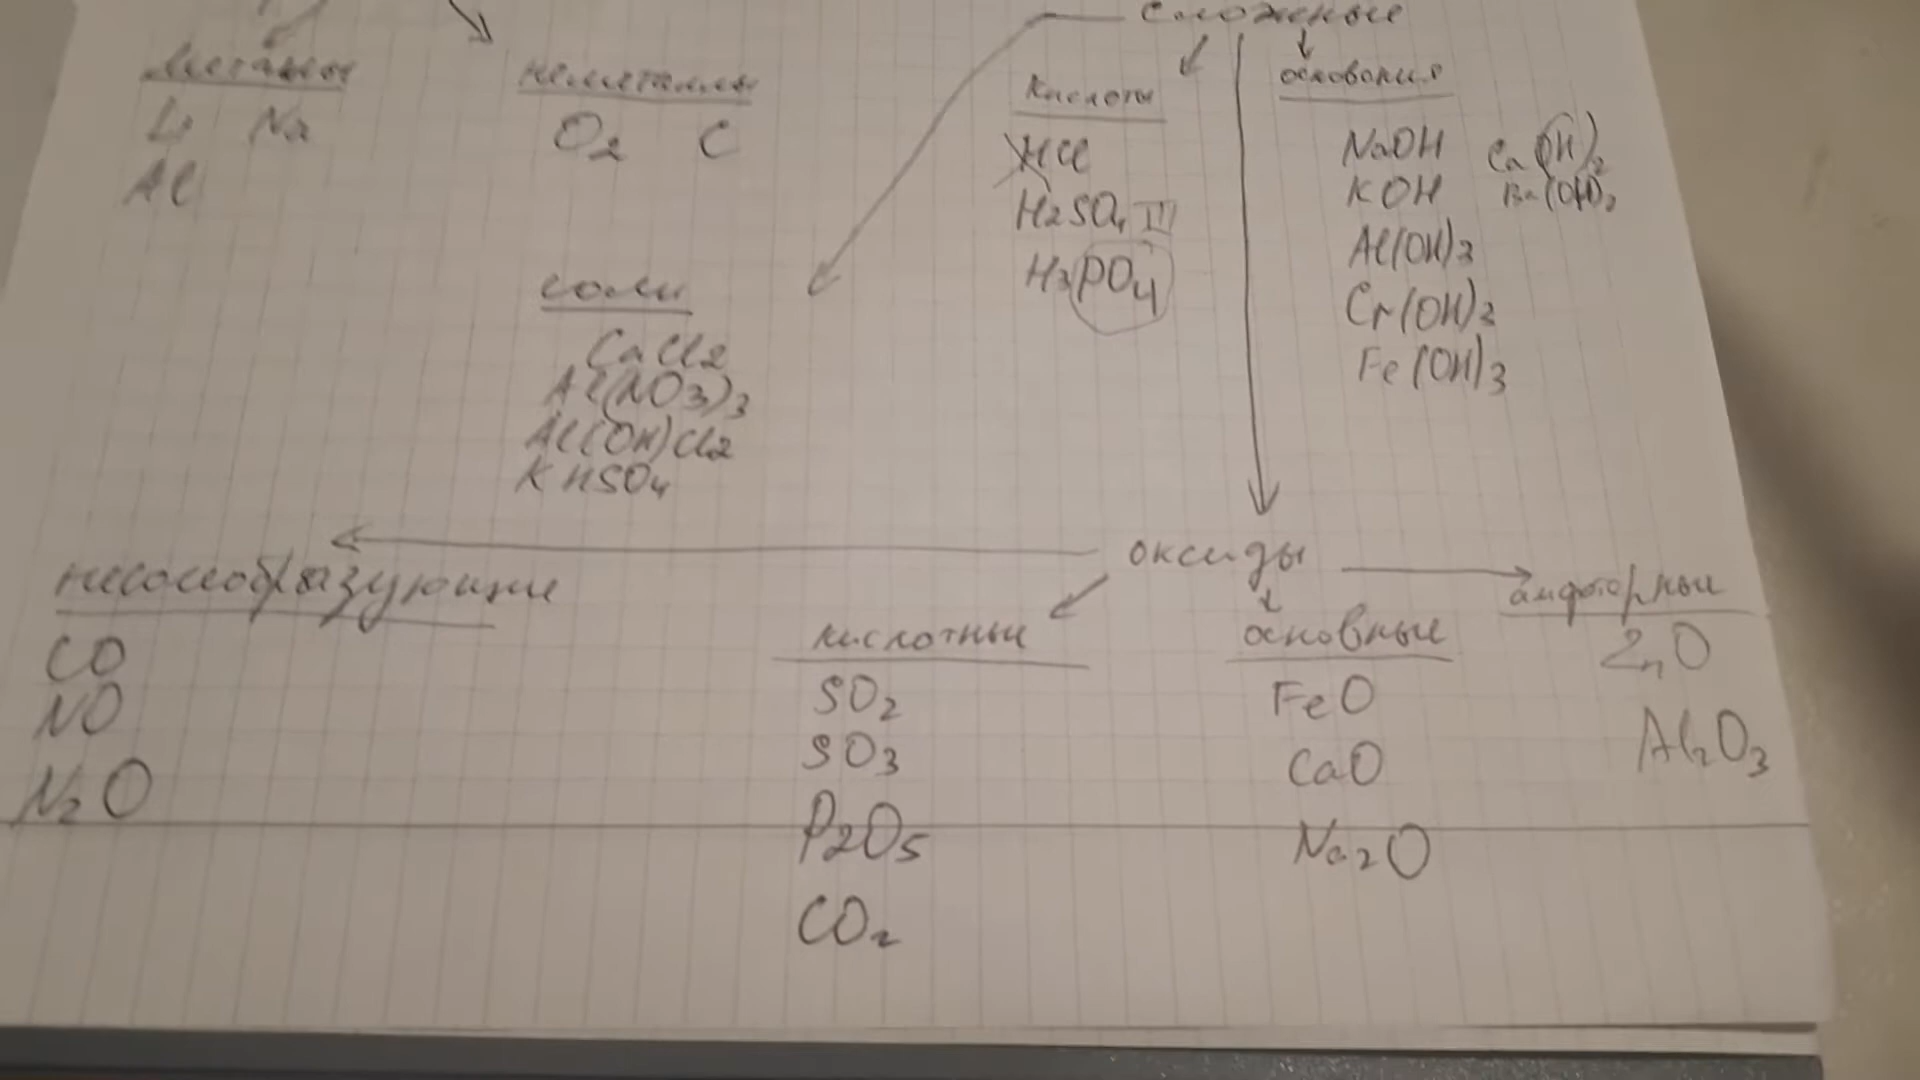 сложные
металлы
неметаллы
кислоты
основания
Li Na
Al
O2 C
HCl
H2SO4 III
H3PO4
NaOH Ca(OH)2
KOH Ba(OH)2
Al(OH)3
Cr(OH)3
Fe(OH)3
соли
CaCl2
Al(NO3)3
Al(OH)Cl2
KHSO4
оксиды
несолеобразующие
CO
NO
N2O
кислотные
SO2
SO3
P2O5
CO2
основные
FeO
CaO
Na2O
амфотерные
ZnO
Al2O3